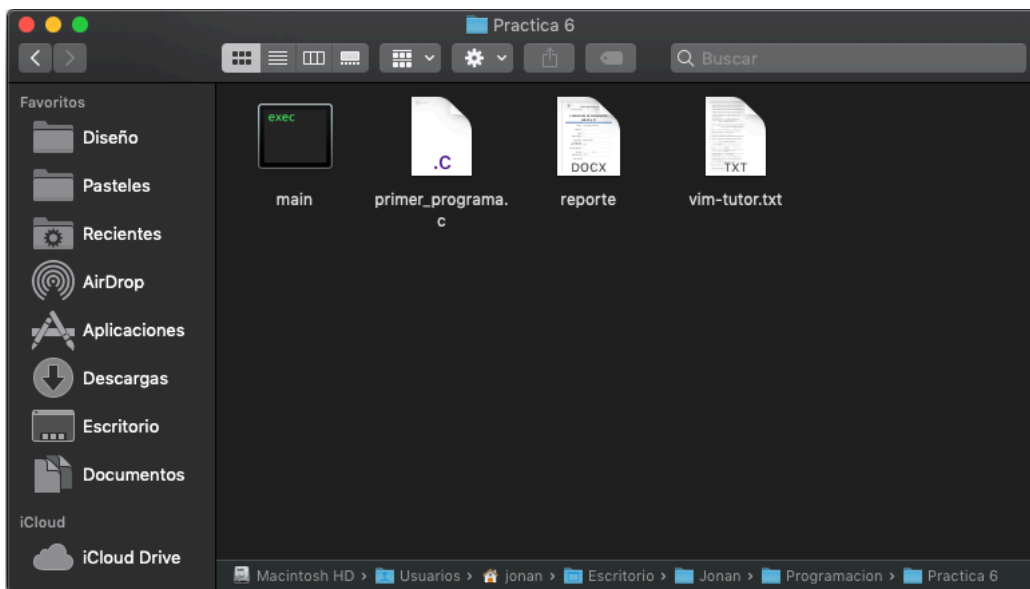 Practica 6
Buscar
Favoritos
Diseño
Pasteles
Recientes
AirDrop
Aplicaciones
Descargas
Escritorio
Documentos
iCloud
iCloud Drive
exec
main
.C
primer_programa.
c
DOCX
reporte
TXT
vim-tutor.txt
Macintosh HD › Usuarios › jonan › Escritorio › Jonan › Programacion › Practica 6